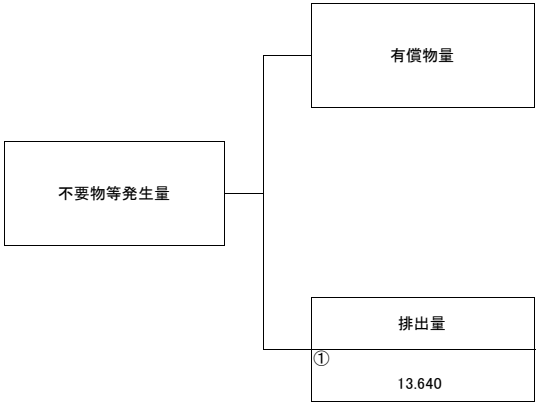 有償物量
不要物等発生量
排出量
①
13.640